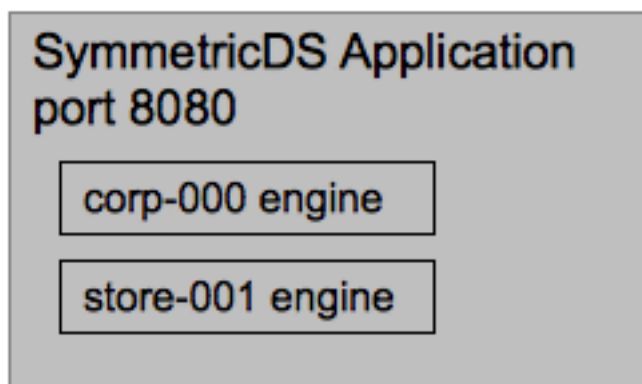 SymmetricDS Application
port 8080
corp-000 engine
store-001 engine